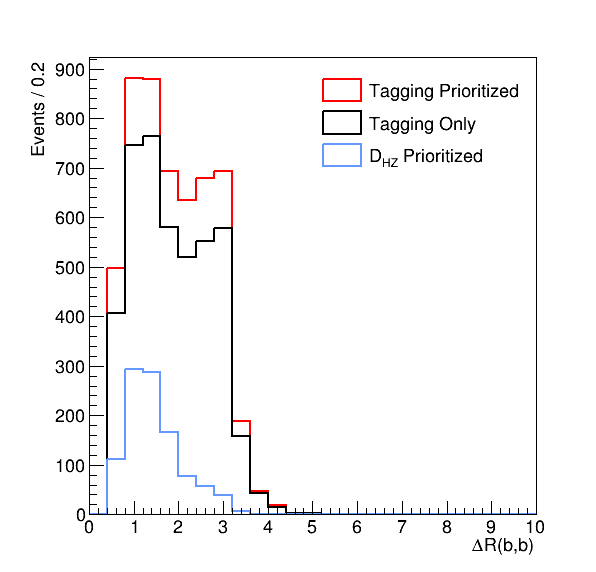 Events / 0.2
900
800
700
600
500
400
300
200
100
0
Tagging Prioritized
Tagging Only
D_HZ Prioritized
0 1 2 3 4 5 6 7 8 9 10
ΔR(b,b)